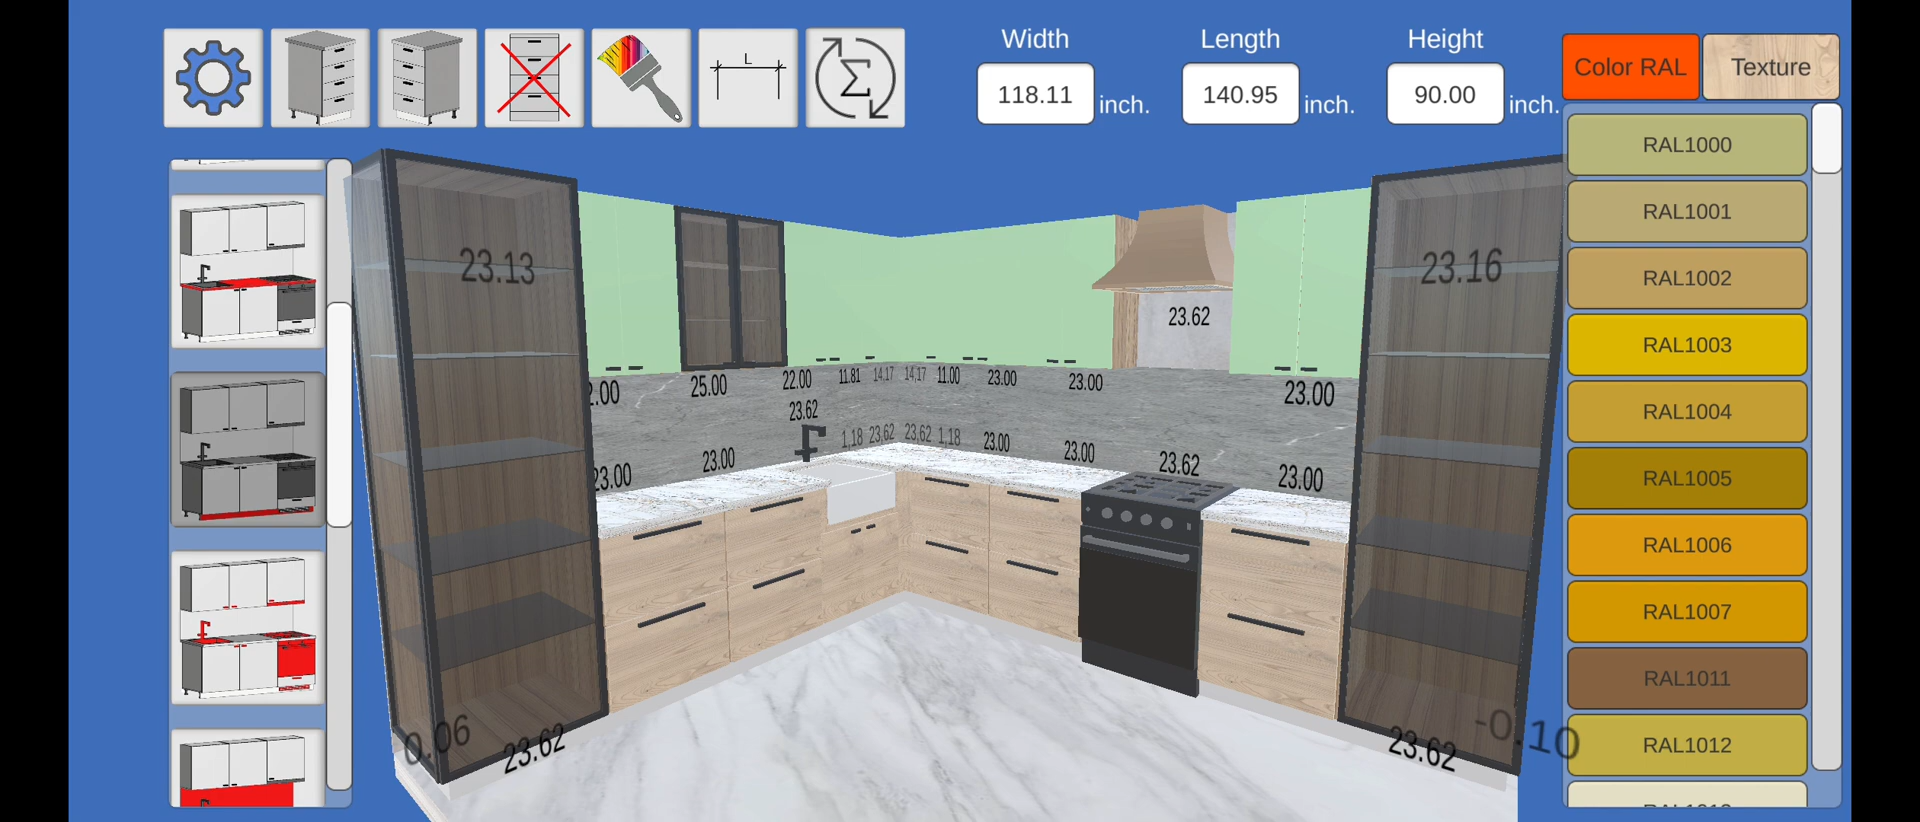 L
Σ
Width
Length
Height
118.11 inch.
140.95 inch.
90.00 inch.
Color RAL
Texture
RAL1000
RAL1001
RAL1002
RAL1003
RAL1004
RAL1005
RAL1006
RAL1007
RAL1011
RAL1012
23.13
23.16
23.62
25.00
22.00
11.81
14,17
14,17
11.00
23.00
23.00
23.00
23.62
1,18
23,62
23.62
1,18
23.00
23.00
23.62
23.00
23.00
23.00
0.06
23.62
23.62
-0.10